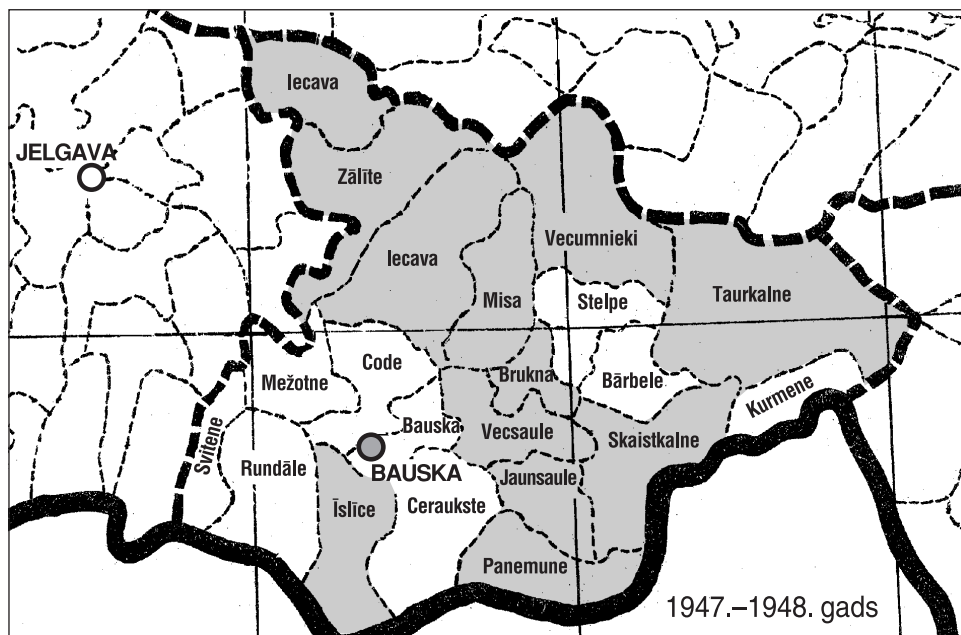 Iecava
JELGAVA
Zālīte
Vecumnieki
Iecava
Taurkalne
Misa
Stelpe
Code
Brukna
Mežotne
Bārbele
Kurmene
Svitene
Bauska
Vecsaule
Skaistkalne
Rundāle
BAUSKA
Jaunsaule
Īslīce
Ceraukste
Panemune
1947.–1948. gads